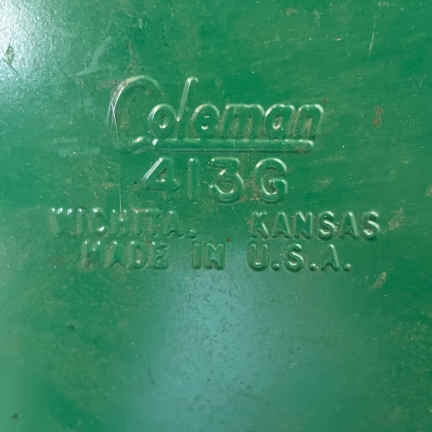 Coleman
413G
WICHITA, KANSAS
MADE IN U.S.A.